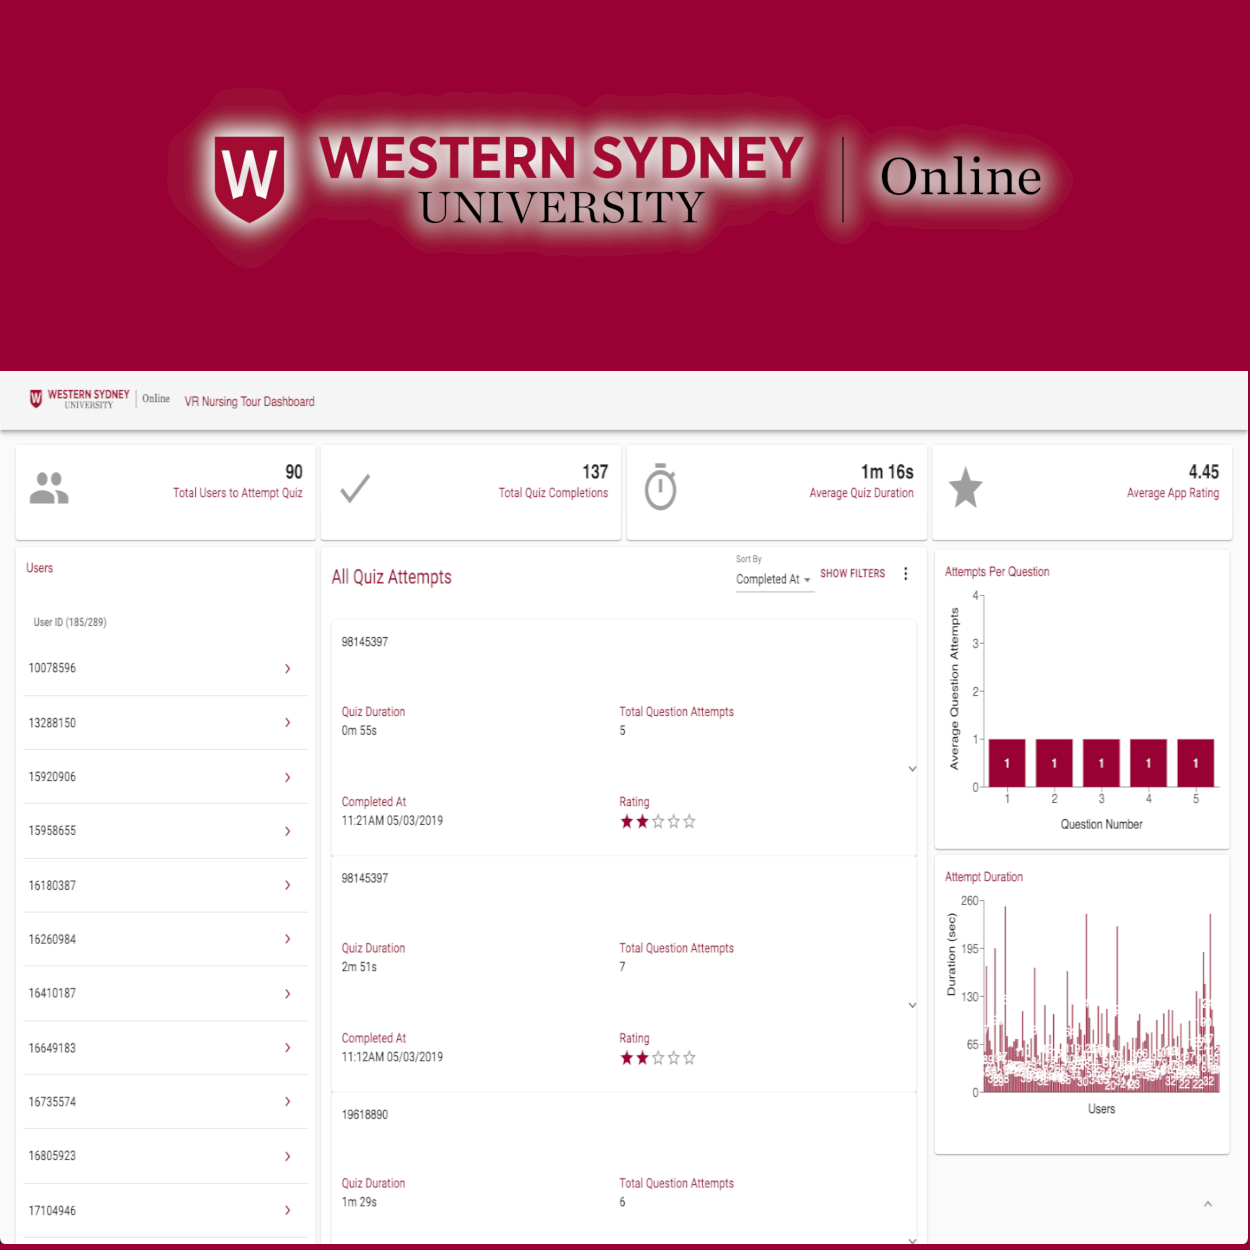 W WESTERN SYDNEY
UNIVERSITY
Online
W WESTERN SYDNEY
UNIVERSITY
Online
VR Nursing Tour Dashboard
90
Total Users to Attempt Quiz
137
Total Quiz Completions
1m 16s
Average Quiz Duration
4.45
Average App Rating
Users
User ID (185/289)
10078596
13288150
15920906
15958655
16180387
16260984
16410187
16649183
16735574
16805923
17104946
All Quiz Attempts
Sort By
Completed At
SHOW FILTERS
98145397
Quiz Duration
0m 55s
Total Question Attempts
5
Completed At
11:21AM 05/03/2019
Rating
98145397
Quiz Duration
2m 51s
Total Question Attempts
7
Completed At
11:12AM 05/03/2019
Rating
19618890
Quiz Duration
1m 29s
Total Question Attempts
6
Attempts Per Question
Average Question Attempts
4
3
2
1
0
1 1 1 1 1
1 2 3 4 5
Question Number
Attempt Duration
Duration (sec)
260
195
130
65
0
Users